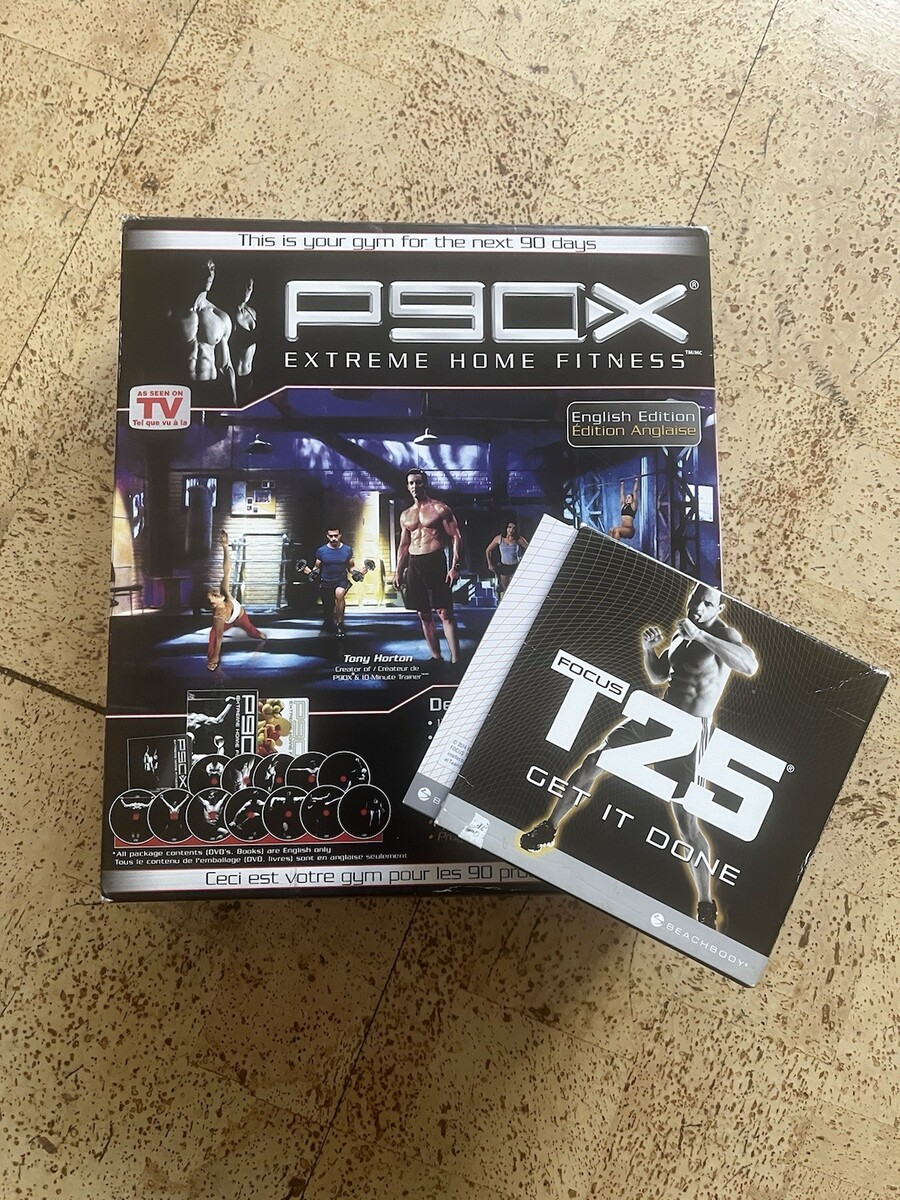 This is your gym for the next 90 days
P90X®
EXTREME HOME FITNESS™/MC
AS SEEN ON
TV
Tel que vu à la
English Edition
Édition Anglaise
Tony Horton
Creator of / Créateur de
P90X & 10-Minute Trainer
De
*All package contents (DVD's, Books) are English only
Tous le contenu de l'emballage (DVD, livres) sont en anglaise seulement
Ceci est votre gym pour les 90
FOCUS
T25®
GET IT DONE
BEACHBODY®